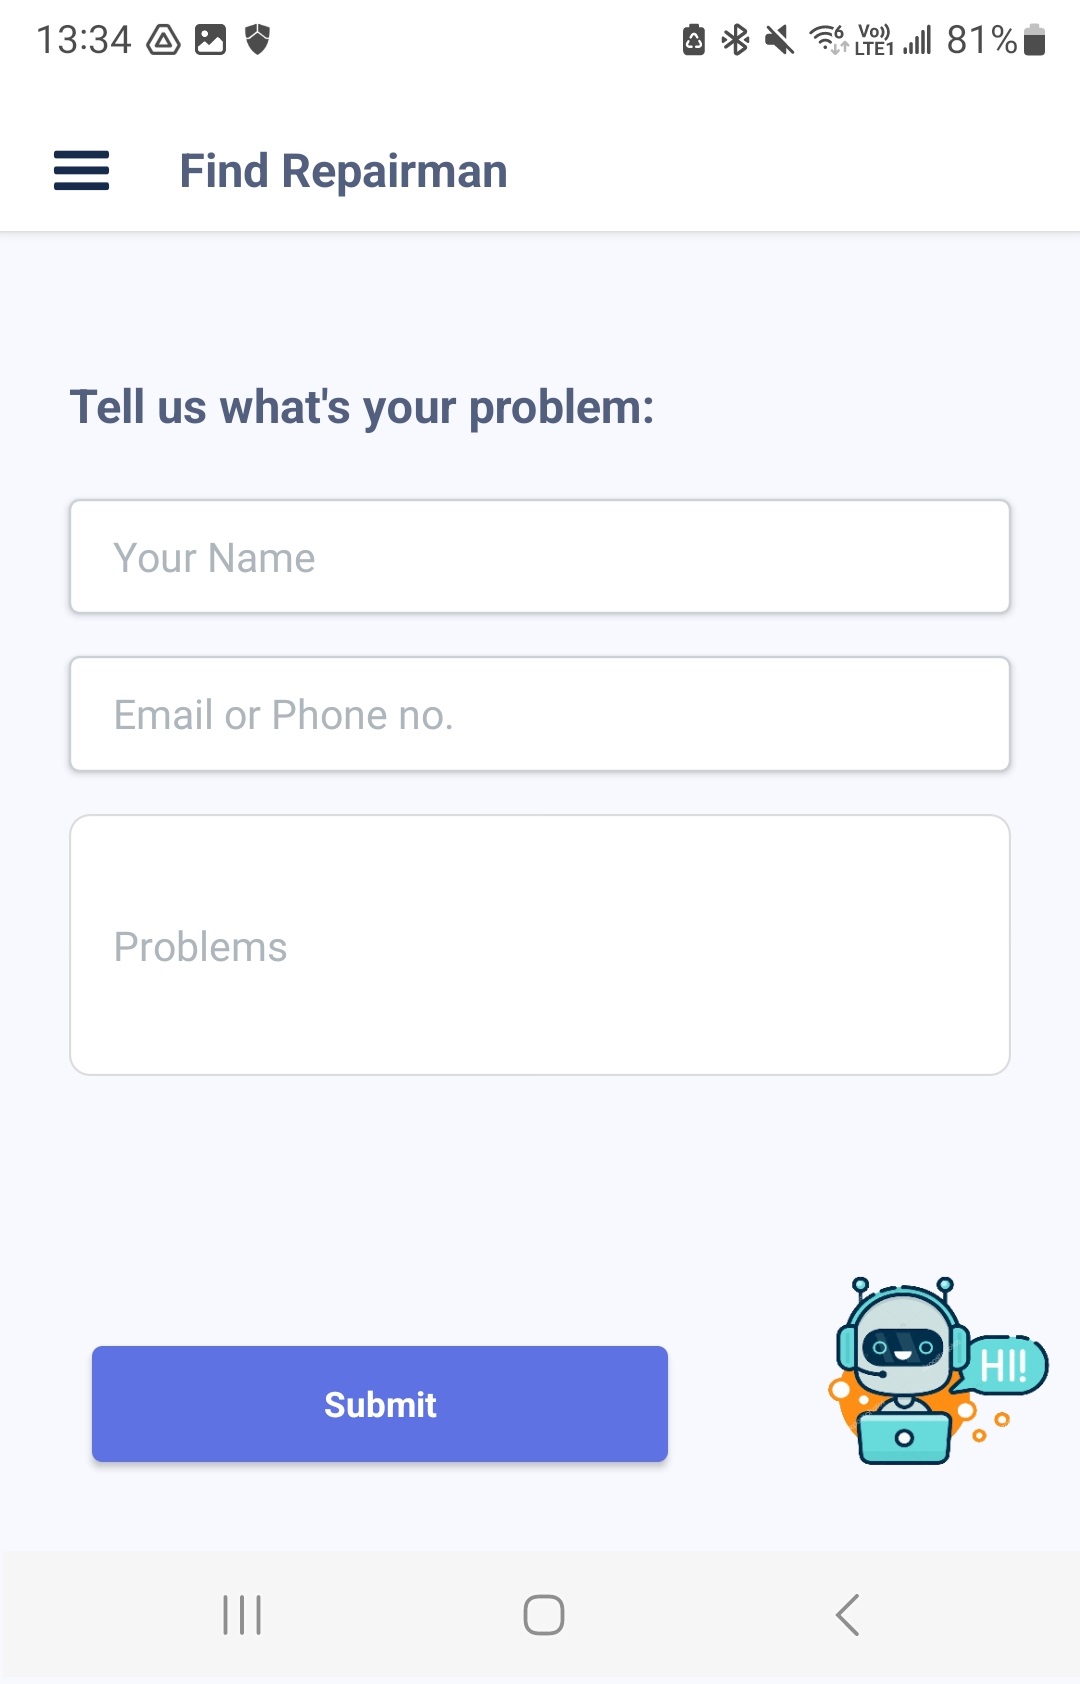 13:34 6 Vo)) LTE1 81%
Find Repairman
Tell us what's your problem:
Your Name
Email or Phone no.
Problems
HI!
Submit